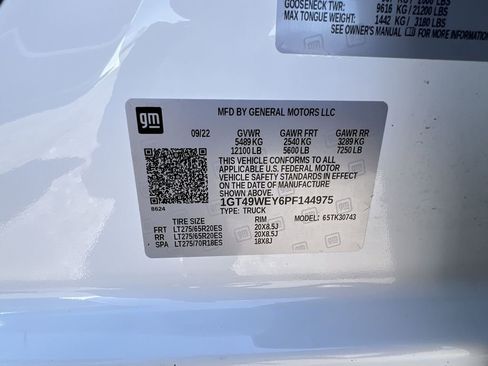 GOOSENECK TWR: 9616 KG / 21200 LBS
MAX TONGUE WEIGHT: 1442 KG / 3180 LBS
SEE OWNER'S MANUAL FOR
gm
MFD BY GENERAL MOTORS LLC
09/22 GVWR GAWR FRT GAWR RR
5489 KG 2540 KG 3289 KG
12100 LB 5600 LB 7250 LB
THIS VEHICLE CONFORMS TO ALL
APPLICABLE U.S. FEDERAL MOTOR
VEHICLE SAFETY STANDARDS IN
EFFECT ON THE DATE OF
MANUFACTURE SHOWN ABOVE.
1GT49WEY6PF144975
8624
TYPE: TRUCK MODEL: 65TK30743
TIRE SIZE RIM
FRT LT275/65R20ES 20X8.5J
RR LT275/65R20ES 20X8.5J
SPA LT275/70R18ES 18X8J